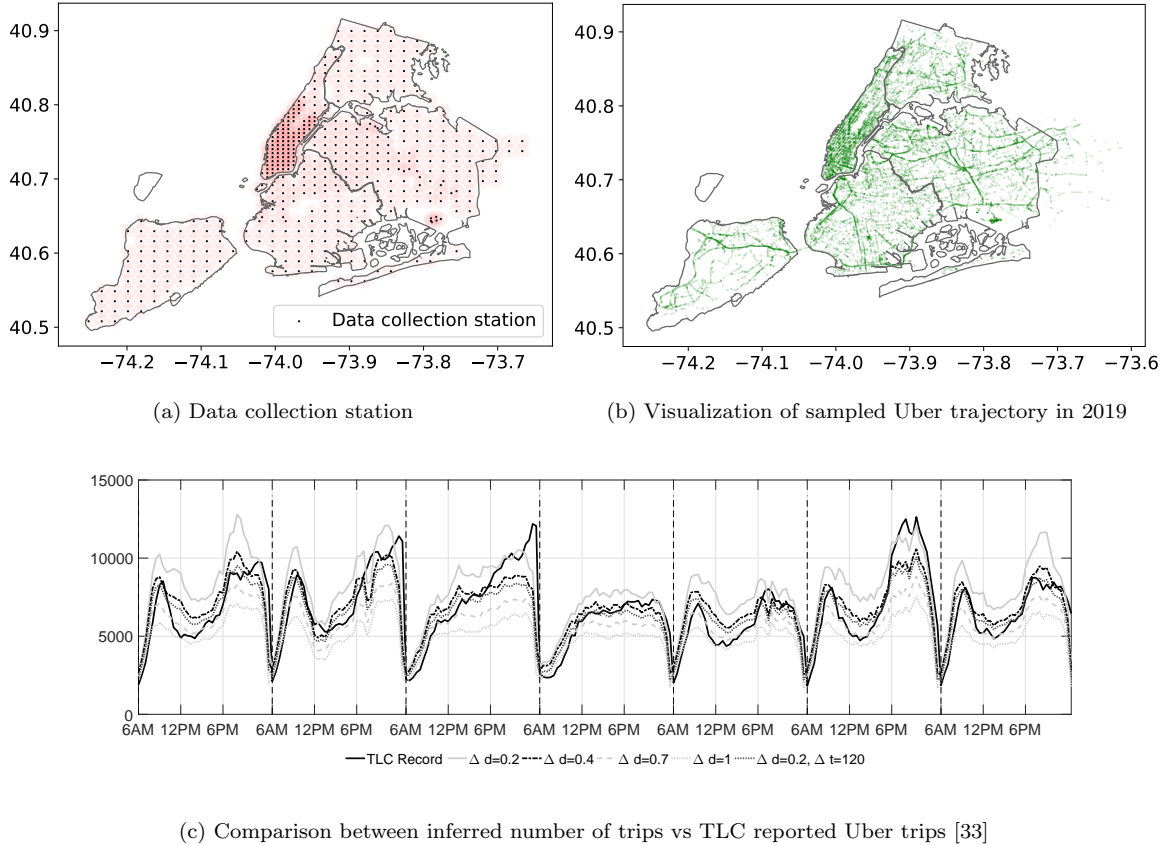 40.9
40.8
40.7
40.6
40.5
Data collection station
−74.2 −74.1 −74.0 −73.9 −73.8 −73.7
(a) Data collection station
40.9
40.8
40.7
40.6
40.5
−74.2 −74.1 −74.0 −73.9 −73.8 −73.7 −73.6
(b) Visualization of sampled Uber trajectory in 2019
15000
10000
5000
0
6AM 12PM 6PM 6AM 12PM 6PM 6AM 12PM 6PM 6AM 12PM 6PM 6AM 12PM 6PM 6AM 12PM 6PM 6AM 12PM 6PM
TLC Record Δ d=0.2 Δ d=0.4 Δ d=0.7 Δ d=1 Δ d=0.2, Δ t=120
(c) Comparison between inferred number of trips vs TLC reported Uber trips [33]